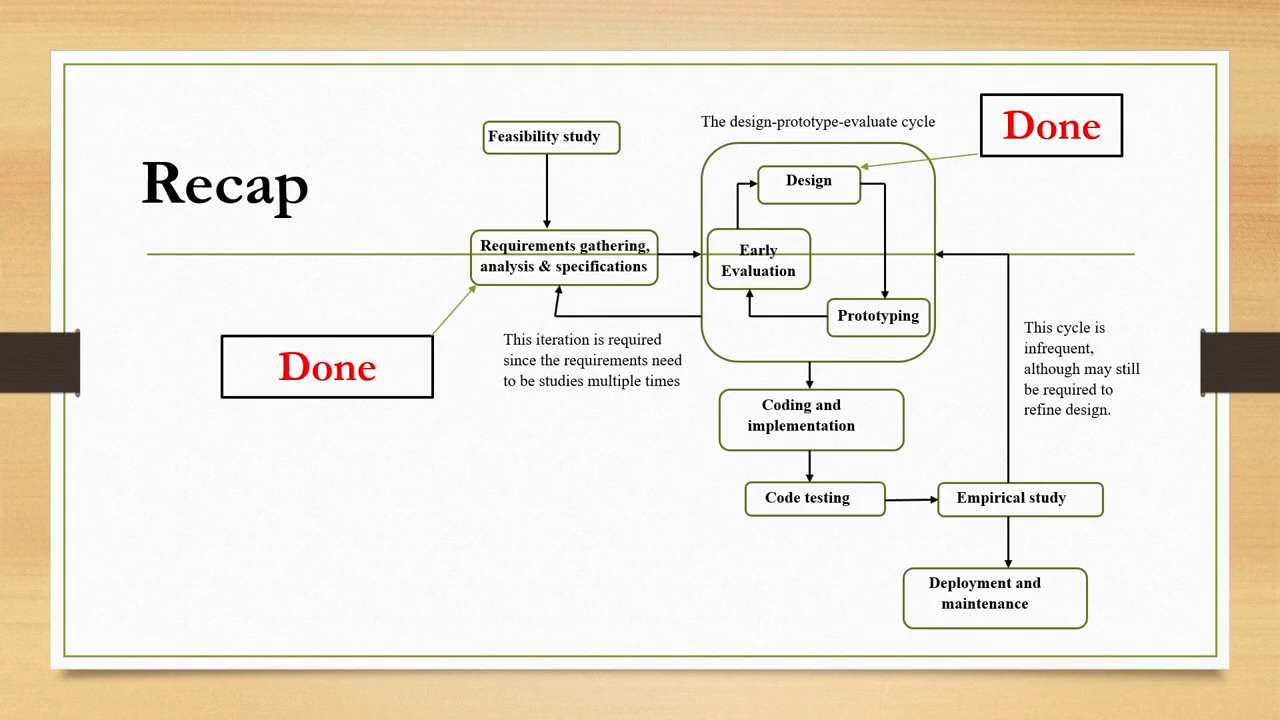 Recap
Feasibility study
The design-prototype-evaluate cycle
Done
Design
Requirements gathering,
analysis & specifications
Early
Evaluation
Prototyping
Done
This iteration is required
since the requirements need
to be studies multiple times
This cycle is
infrequent,
although may still
be required to
refine design.
Coding and
implementation
Code testing
Empirical study
Deployment and
maintenance